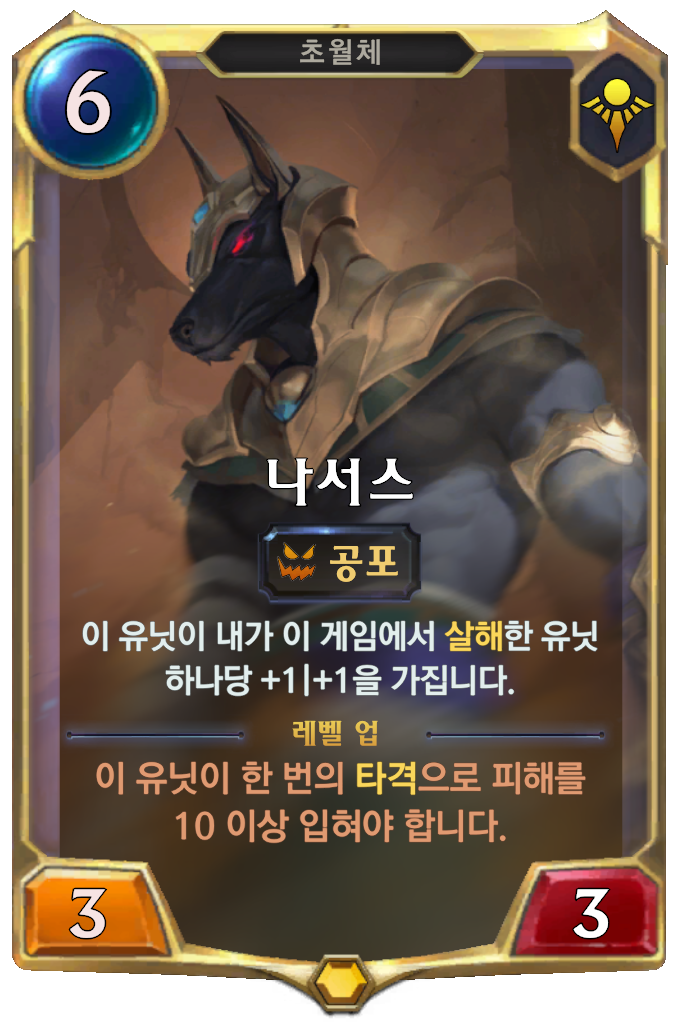 초월체
6
나서스
공포
이 유닛이 내가 이 게임에서 살해한 유닛
하나당 +1|+1을 가집니다.
레벨 업
이 유닛이 한 번의 타격으로 피해를
10 이상 입혀야 합니다.
3
3